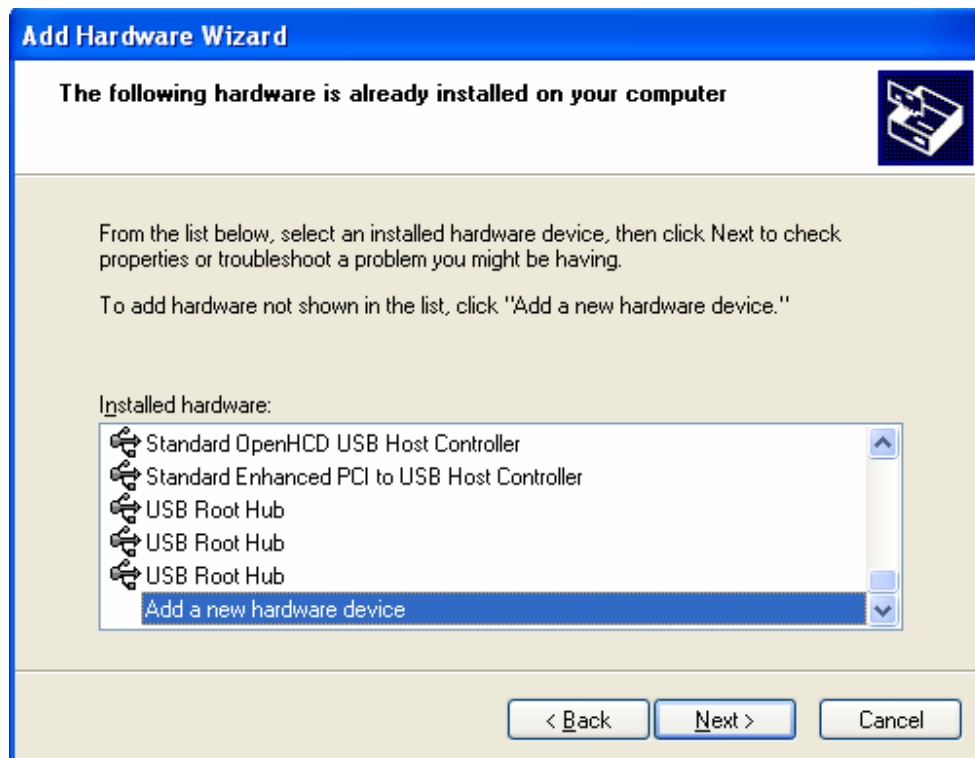 Add Hardware Wizard
The following hardware is already installed on your computer
From the list below, select an installed hardware device, then click Next to check
properties or troubleshoot a problem you might be having.
To add hardware not shown in the list, click "Add a new hardware device."
Installed hardware:
Standard OpenHCD USB Host Controller
Standard Enhanced PCI to USB Host Controller
USB Root Hub
USB Root Hub
USB Root Hub
Add a new hardware device
< Back
Next >
Cancel